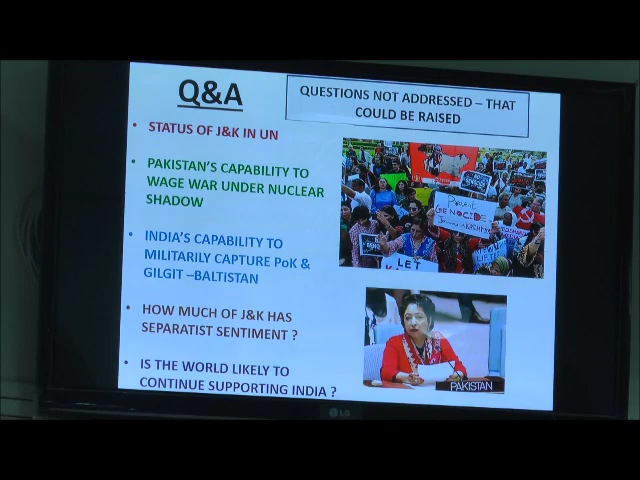 Q&A
QUESTIONS NOT ADDRESSED – THAT
COULD BE RAISED
• STATUS OF J&K IN UN
• PAKISTAN'S CAPABILITY TO
WAGE WAR UNDER NUCLEAR
SHADOW
• INDIA'S CAPABILITY TO
MILITARILY CAPTURE PoK &
GILGIT –BALTISTAN
• HOW MUCH OF J&K HAS
SEPARATIST SENTIMENT ?
• IS THE WORLD LIKELY TO
CONTINUE SUPPORTING INDIA ?
GENOCIDE
LET
PAKISTAN
LG